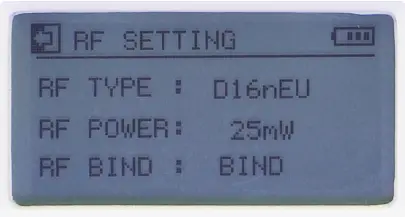 RF SETTING
RF TYPE : D16nEU
RF POWER: 25mW
RF BIND : BIND